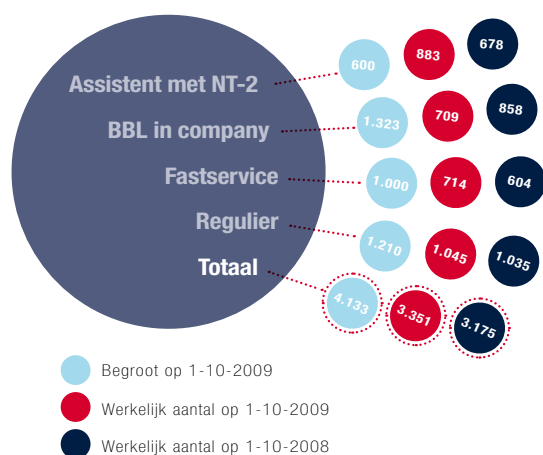 Assistent met NT-2 600 883 678
BBL in company 1.323 709 858
Fastservice 1.000 714 604
Regulier 1.210 1.045 1.035
Totaal 4.133 3.351 3.175
Begroot op 1-10-2009
Werkelijk aantal op 1-10-2009
Werkelijk aantal op 1-10-2008